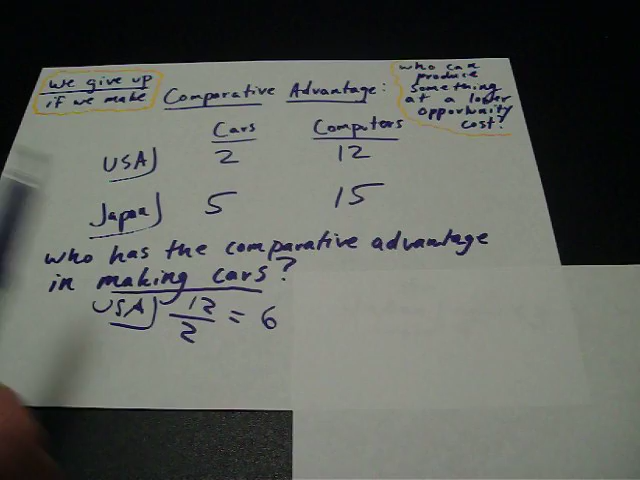 we give up
if we make
Comparative Advantage:
who can
produce
something
at a lower
opportunity
cost?
Cars Computers
USA 2 12
Japan 5 15
who has the comparative advantage
in making cars?
USA 12/2 = 6